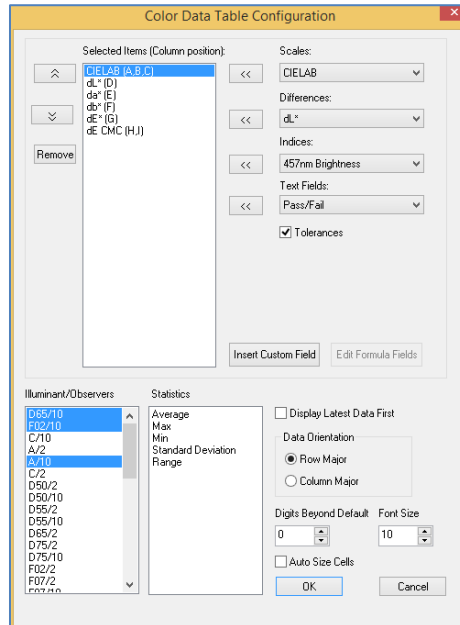 Color Data Table Configuration
Selected Items (Column position):
CIELAB (A,B,C)
dL* (D)
da* (E)
db* (F)
dE* (G)
dE CMC (H,I)
Remove
Scales:
<< CIELAB
Differences:
<< dL*
Indices:
<< 457nm Brightness
Text Fields:
<< Pass/Fail
Tolerances
Insert Custom Field
Edit Formula Fields
Illuminant/Observers
D65/10
F02/10
C/10
A/2
A/10
C/2
D50/2
D50/10
D55/2
D55/10
D65/2
D75/2
D75/10
F02/2
F07/2
F07/10
Statistics
Average
Max
Min
Standard Deviation
Range
Display Latest Data First
Data Orientation
Row Major
Column Major
Digits Beyond Default
Font Size
0
10
Auto Size Cells
OK
Cancel